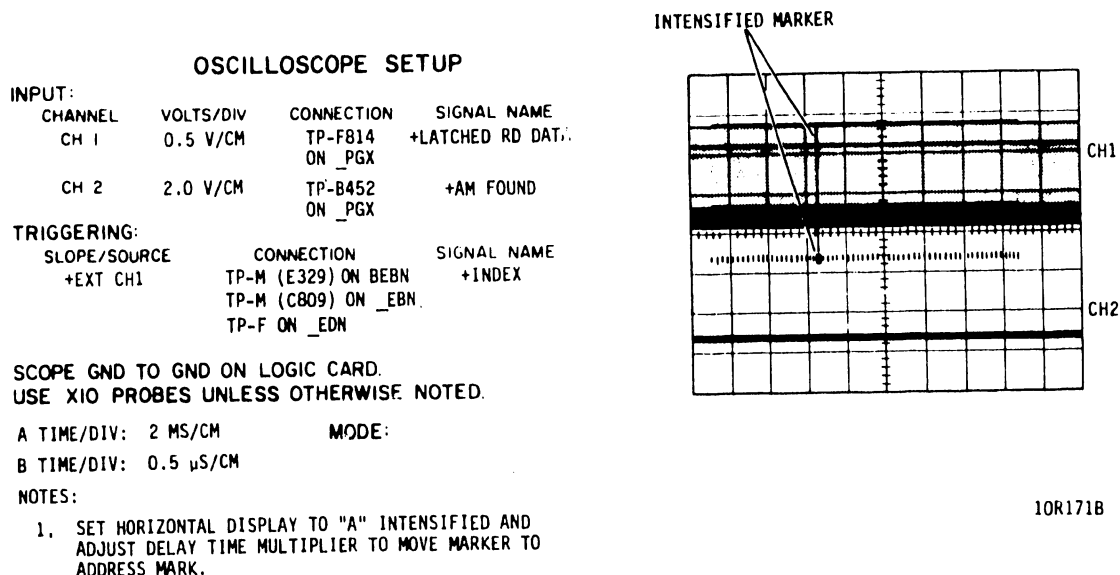 INTENSIFIED MARKER
OSCILLOSCOPE SETUP
INPUT:
CHANNEL VOLTS/DIV CONNECTION SIGNAL NAME
CH 1 0.5 V/CM TP-F814 +LATCHED RD DATA
ON _PGX
CH 2 2.0 V/CM TP-B452 +AM FOUND
ON _PGX
TRIGGERING:
SLOPE/SOURCE CONNECTION SIGNAL NAME
+EXT CH1 TP-M (E329) ON BEBN +INDEX
TP-M (C809) ON _EBN
TP-F ON _EDN
SCOPE GND TO GND ON LOGIC CARD.
USE X10 PROBES UNLESS OTHERWISE NOTED.
A TIME/DIV: 2 MS/CM MODE:
B TIME/DIV: 0.5 µS/CM
NOTES:
1. SET HORIZONTAL DISPLAY TO "A" INTENSIFIED AND
ADJUST DELAY TIME MULTIPLIER TO MOVE MARKER TO
ADDRESS MARK.
CH1
CH2
10R171B